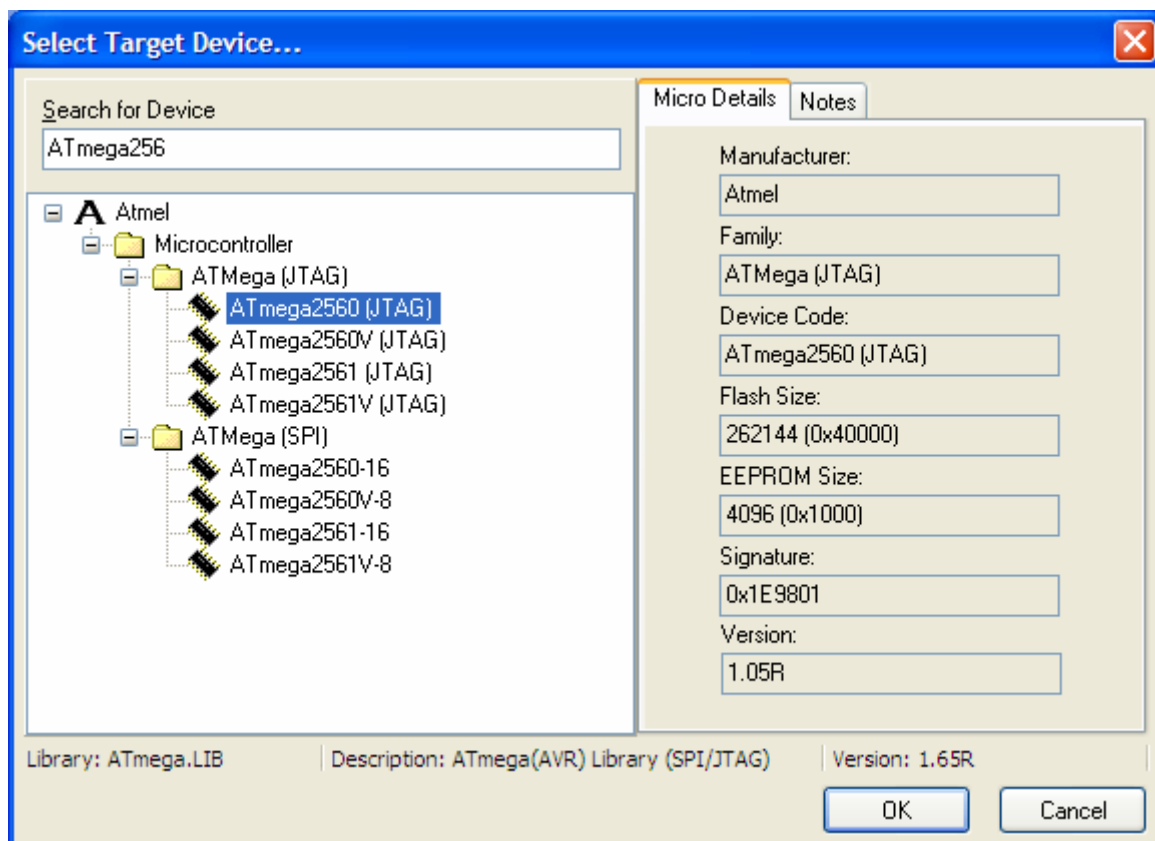 Select Target Device...
Search for Device
ATmega256
A Atmel
Microcontroller
ATMega (JTAG)
ATmega2560 (JTAG)
ATmega2560V (JTAG)
ATmega2561 (JTAG)
ATmega2561V (JTAG)
ATMega (SPI)
ATmega2560-16
ATmega2560V-8
ATmega2561-16
ATmega2561V-8
Micro Details
Notes
Manufacturer:
Atmel
Family:
ATMega (JTAG)
Device Code:
ATmega2560 (JTAG)
Flash Size:
262144 (0x40000)
EEPROM Size:
4096 (0x1000)
Signature:
0x1E9801
Version:
1.05R
Library: ATmega.LIB
Description: ATmega(AVR) Library (SPI/JTAG)
Version: 1.65R
OK
Cancel